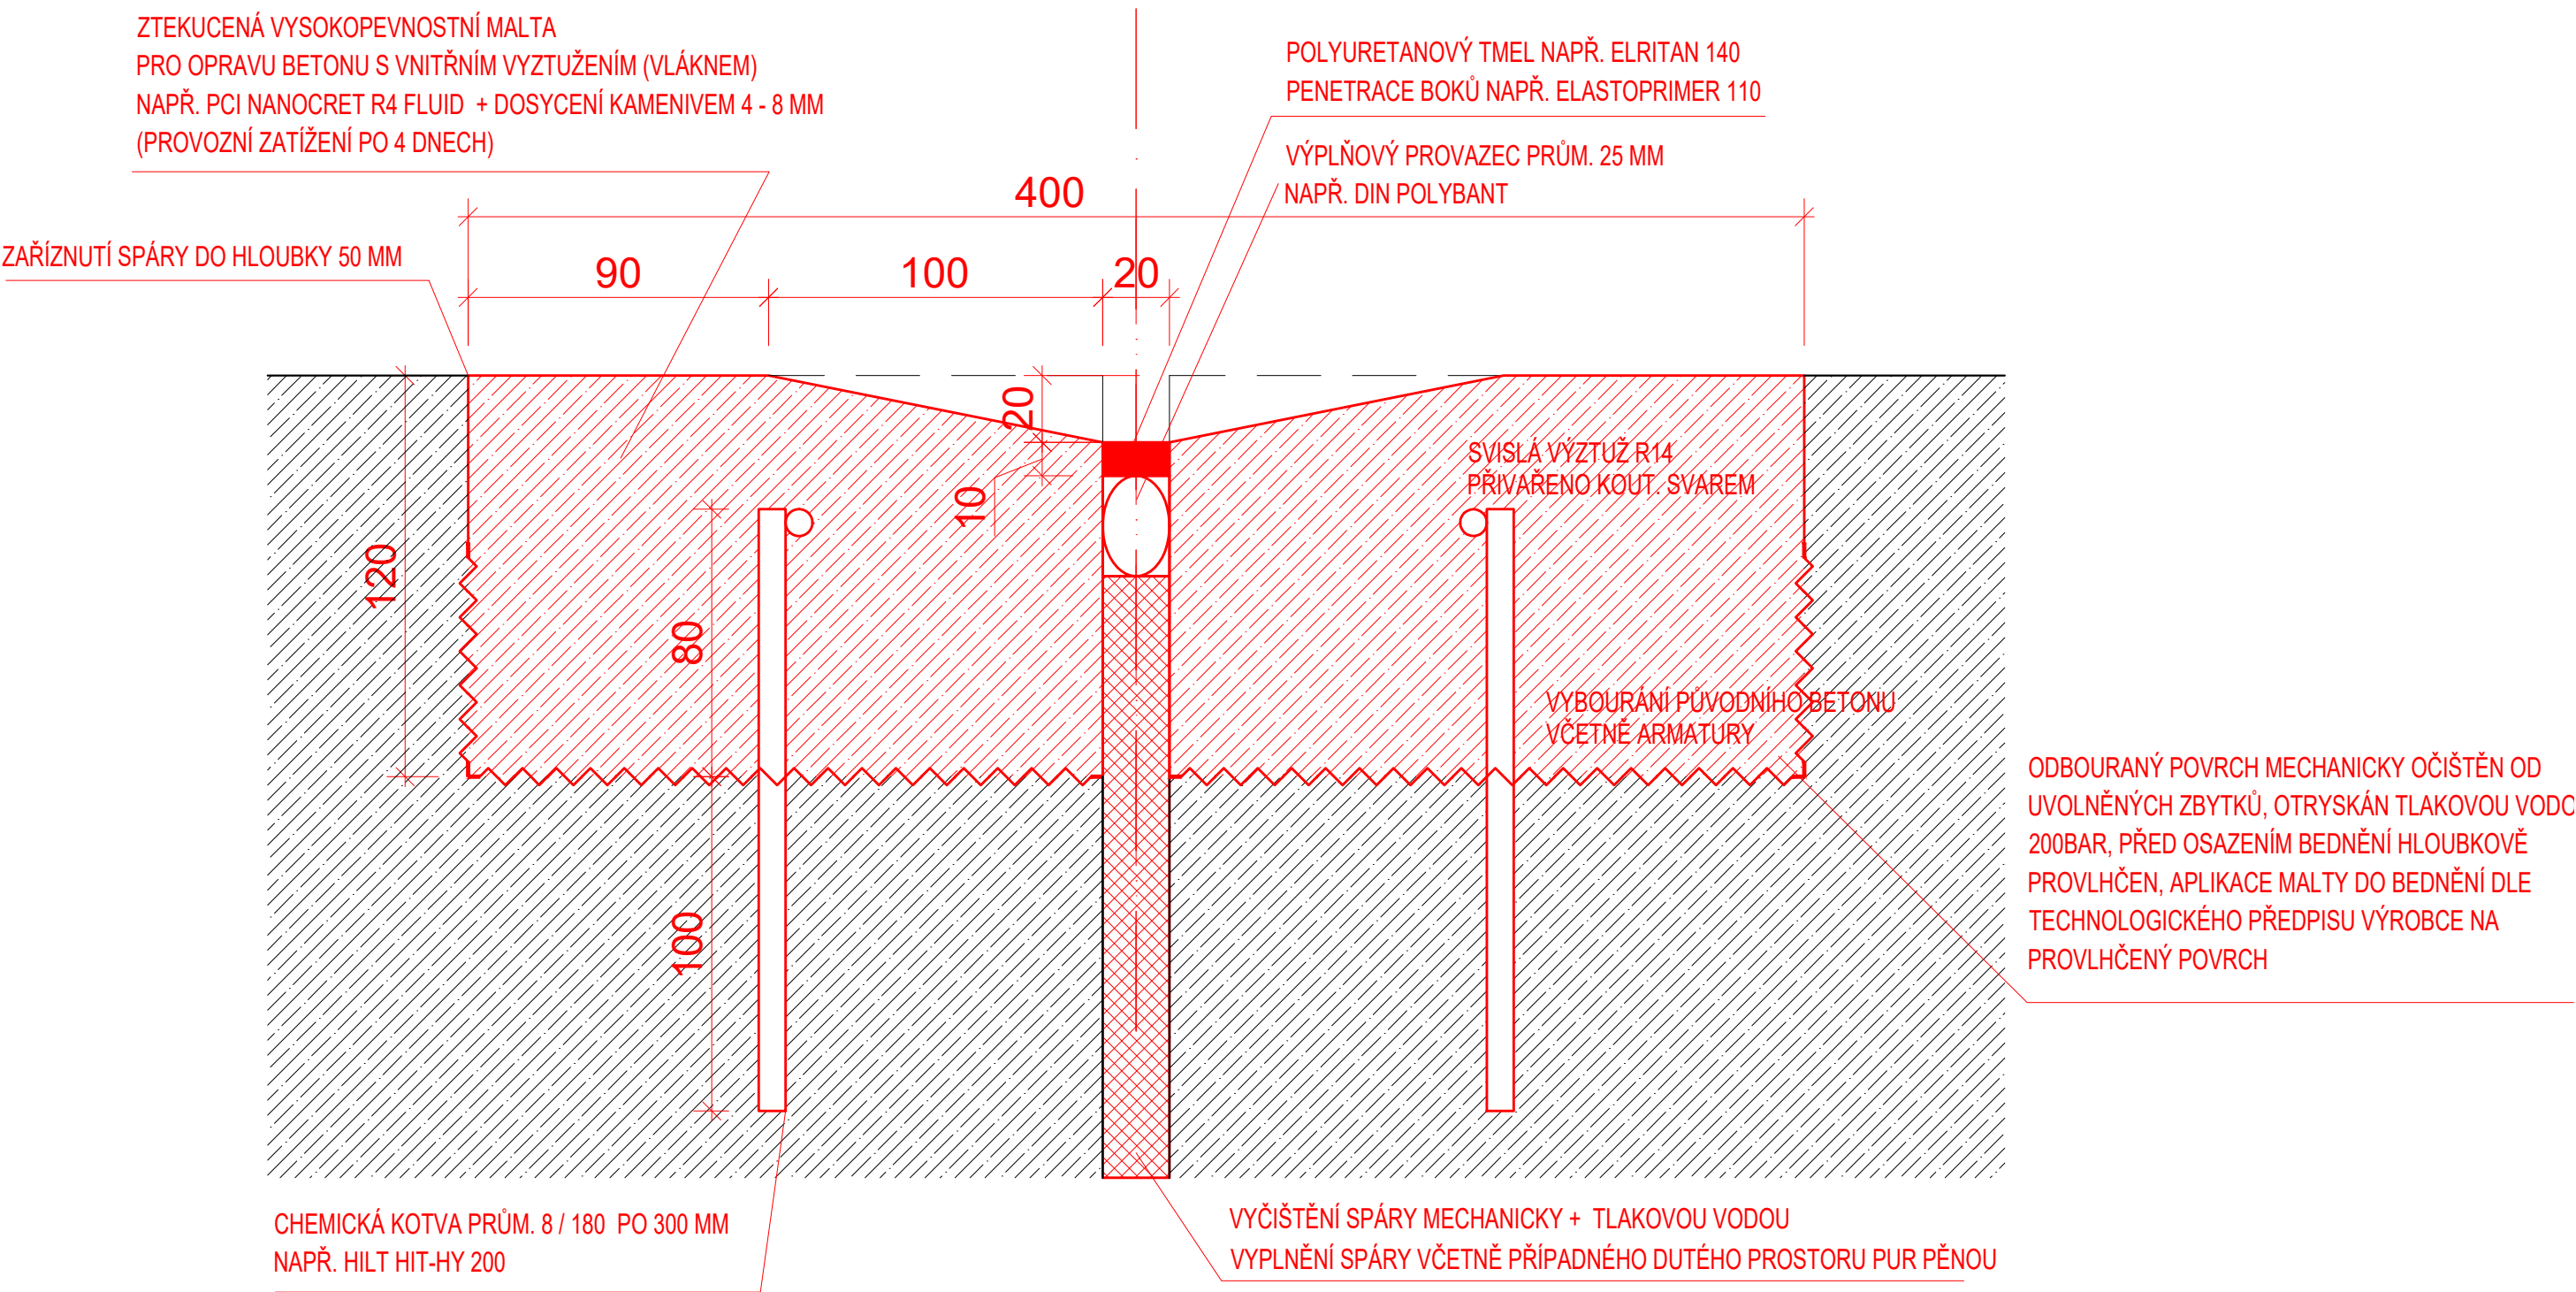 ZTEKUCENÁ VYSOKOPEVNOSTNÍ MALTA
PRO OPRAVU BETONU S VNITŘNÍM VYZTUŽENÍM (VLÁKNEM)
NAPŘ. PCI NANOCRET R4 FLUID + DOSYCENÍ KAMENIVEM 4 - 8 MM
(PROVOZNÍ ZATÍŽENÍ PO 4 DNECH)
POLYURETANOVÝ TMEL NAPŘ. ELRITAN 140
PENETRACE BOKŮ NAPŘ. ELASTOPRIMER 110
VÝPLŇOVÝ PROVAZEC PRŮM. 25 MM
NAPŘ. DIN POLYBANT
400
ZAŘÍZNUTÍ SPÁRY DO HLOUBKY 50 MM
90
100
20
20
10
SVISLÁ VÝZTUŽ R14
PŘIVAŘENO KOUT. SVAREM
120
80
100
VYBOURÁNÍ PŮVODNÍHO BETONU
VČETNĚ ARMATURY
ODBOURANÝ POVRCH MECHANICKY OČIŠTĚN OD
UVOLNĚNÝCH ZBYTKŮ, OTRYSKÁN TLAKOVOU VODO
200BAR, PŘED OSAZENÍM BEDNĚNÍ HLOUBKOVĚ
PROVLHČEN, APLIKACE MALTY DO BEDNĚNÍ DLE
TECHNOLOGICKÉHO PŘEDPISU VÝROBCE NA
PROVLHČENÝ POVRCH
CHEMICKÁ KOTVA PRŮM. 8 / 180 PO 300 MM
NAPŘ. HILT HIT-HY 200
VYČIŠTĚNÍ SPÁRY MECHANICKY + TLAKOVOU VODOU
VYPLNĚNÍ SPÁRY VČETNĚ PŘÍPADNÉHO DUTÉHO PROSTORU PUR PĚNOU